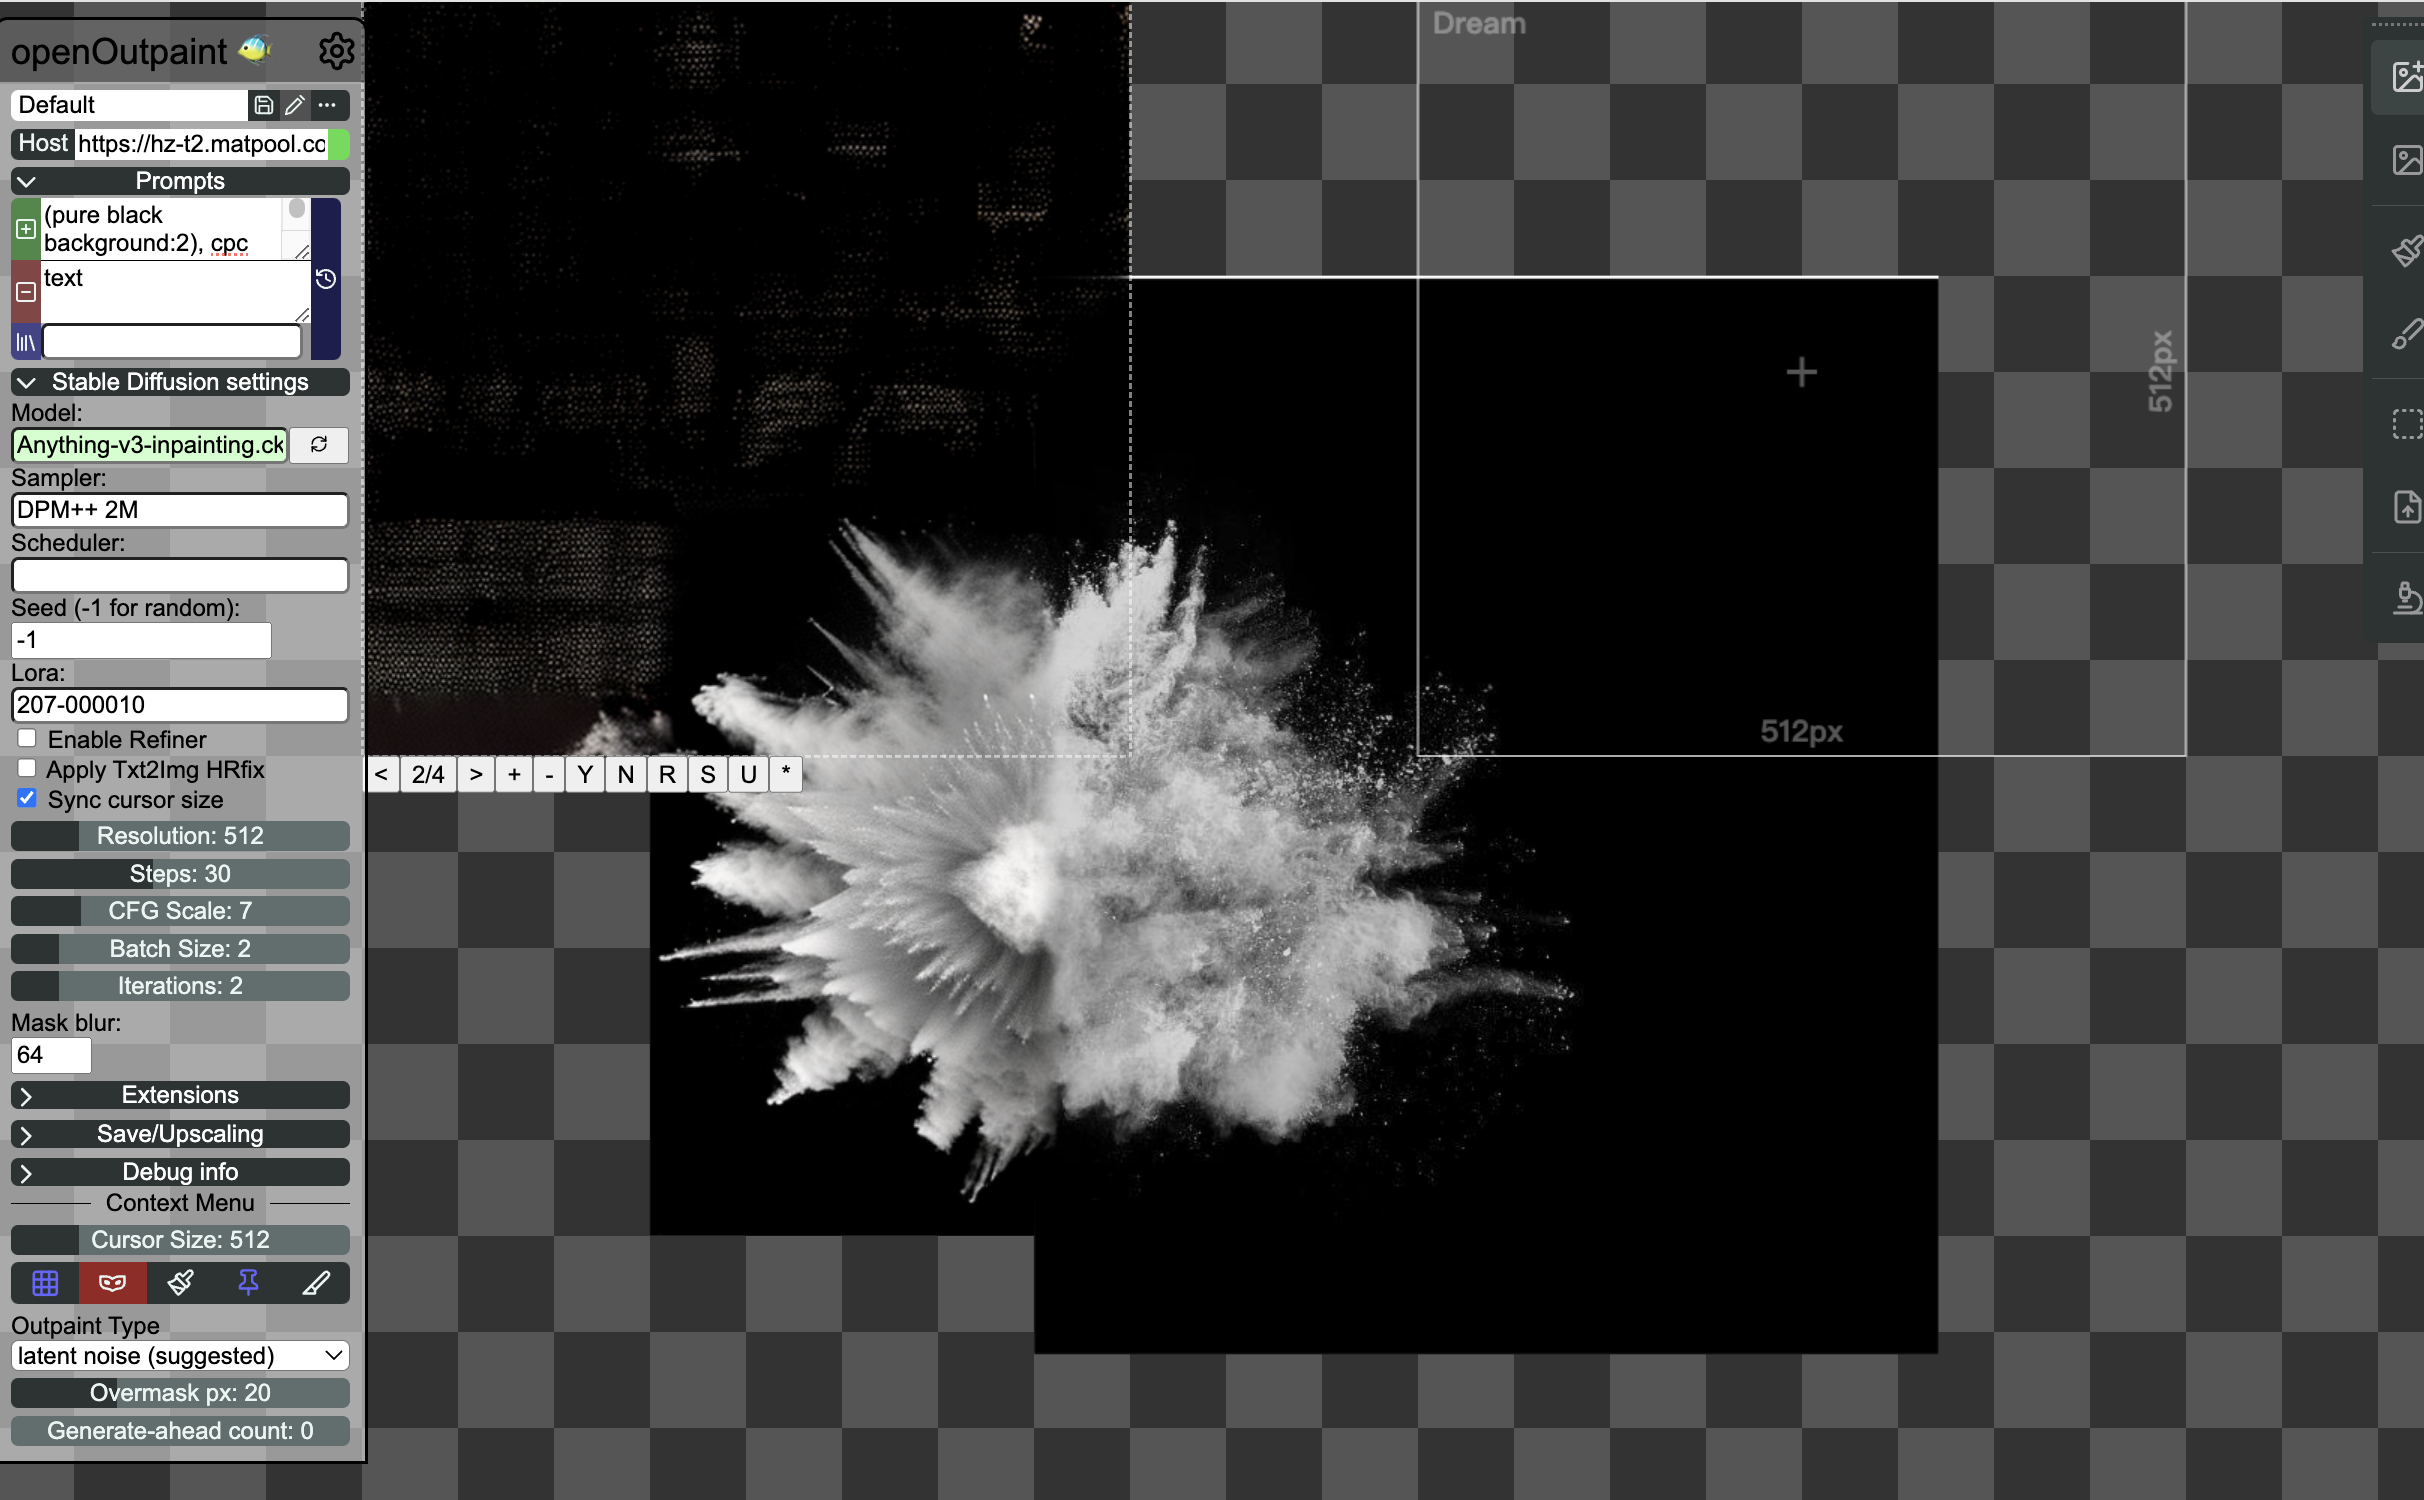 openOutpaint
Default
Host https://hz-t2.matpool.co
Prompts
(pure black
background:2), cpc
text
Stable Diffusion settings
Model:
Anything-v3-inpainting.ck
Sampler:
DPM++ 2M
Scheduler:
Seed (-1 for random):
-1
Lora:
207-000010
Enable Refiner
Apply Txt2Img HRfix
Sync cursor size
Resolution: 512
Steps: 30
CFG Scale: 7
Batch Size: 2
Iterations: 2
Mask blur:
64
Extensions
Save/Upscaling
Debug info
Context Menu
Cursor Size: 512
Outpaint Type
latent noise (suggested)
Overmask px: 20
Generate-ahead count: 0
< 2/4 > + - Y N R S U *
Dream
512px
512px